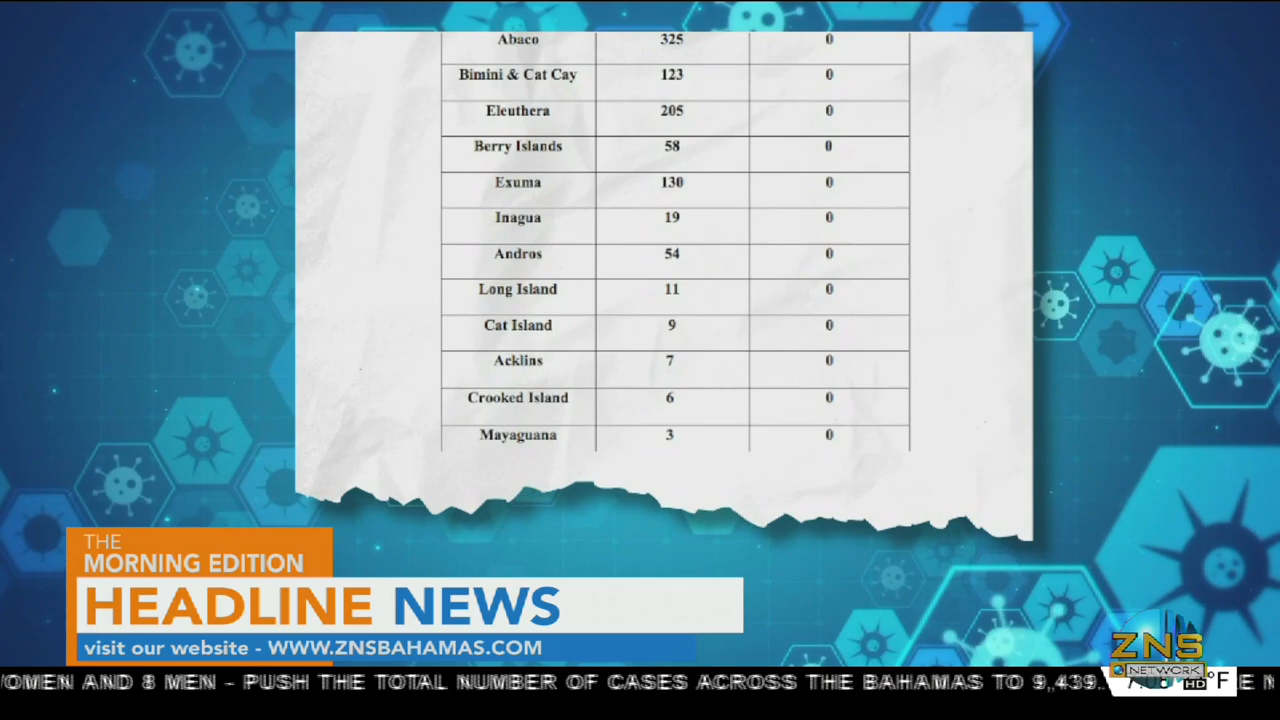 Abaco 325 0
Bimini & Cat Cay 123 0
Eleuthera 205 0
Berry Islands 58 0
Exuma 130 0
Inagua 19 0
Andros 54 0
Long Island 11 0
Cat Island 9 0
Acklins 7 0
Crooked Island 6 0
Mayaguana 3 0
THE
MORNING EDITION
HEADLINE NEWS
visit our website - WWW.ZNSBAHAMAS.COM
ZNS
NETWORK
HD
°F
OMEN AND 8 MEN - PUSH THE TOTAL NUMBER OF CASES ACROSS THE BAHAMAS TO 9,439.